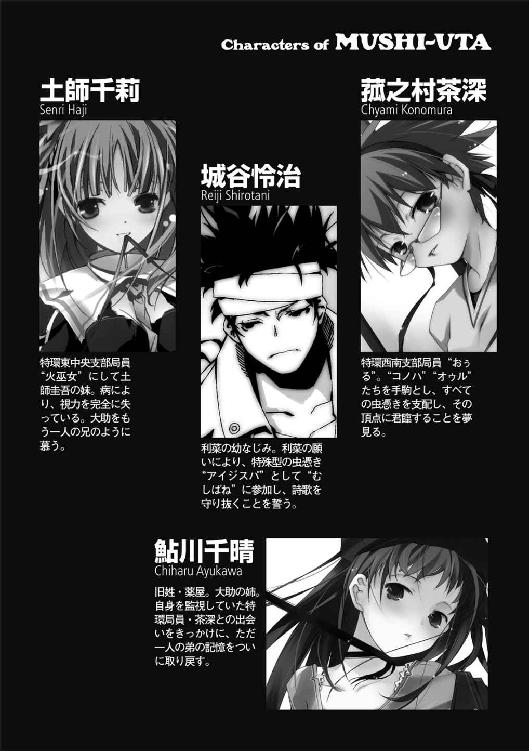 Characters of MUSHI-UTA
土師千莉
Senri Haji
特環東中央支部局員
“火巫女”にして土
師圭吾の妹。病によ
り、視力を完全に失
っている。大助をも
う一人の兄のように
慕う。
城谷怜治
Reiji Shirotani
利菜の幼なじみ。利菜の願
いにより、特殊型の虫憑き
“アイジスパ”として“む
しばね”に参加し、詩歌を
守り抜くことを誓う。
菰之村茶深
Chyami Konomura
特環西南支部局員“おぅ
る”。“コノハ”“オゥル”
たちを手駒とし、すべて
の虫憑きを支配し、その
頂点に君臨することを夢
見る。
鮎川千晴
Chiharu Ayukawa
旧姓・薬屋。大助の姉。
自身を監視していた特
環局員・茶深との出会
いをきっかけに、ただ
一人の弟の記憶をつい
に取り戻す。